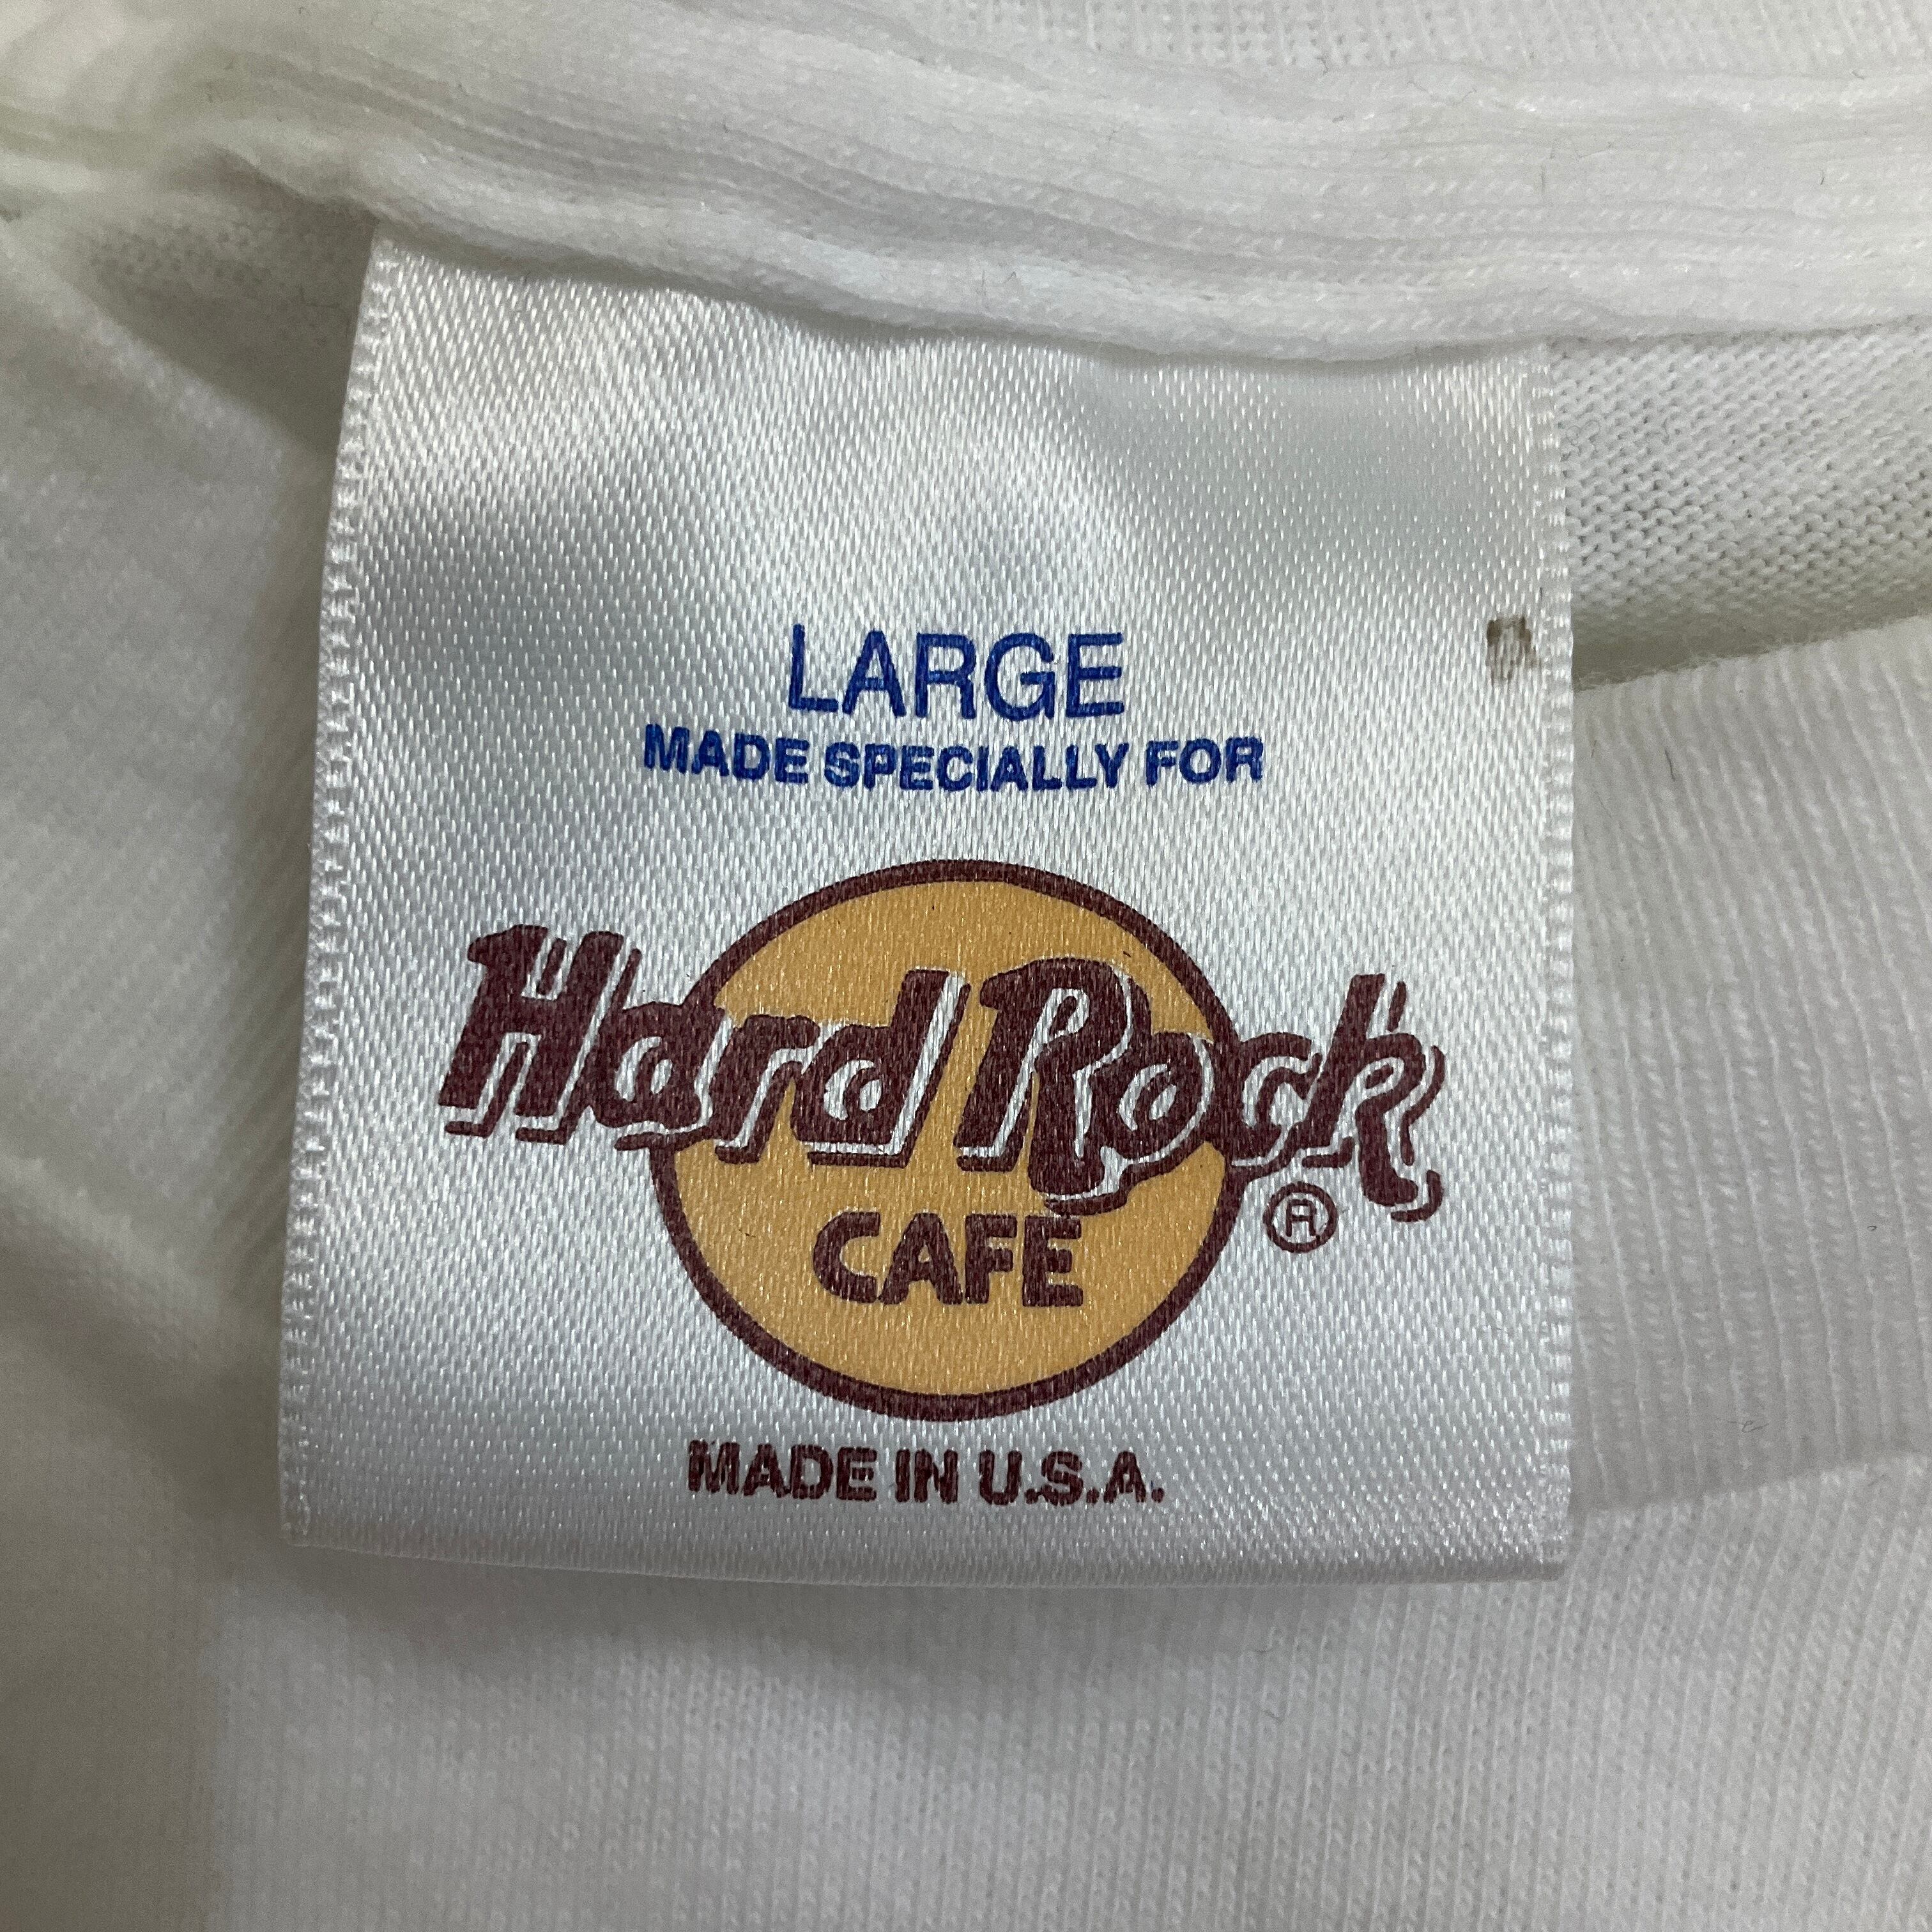 LARGE
MADE SPECIALLY FOR
Hard Rock
CAFE
®
MADE IN U.S.A.